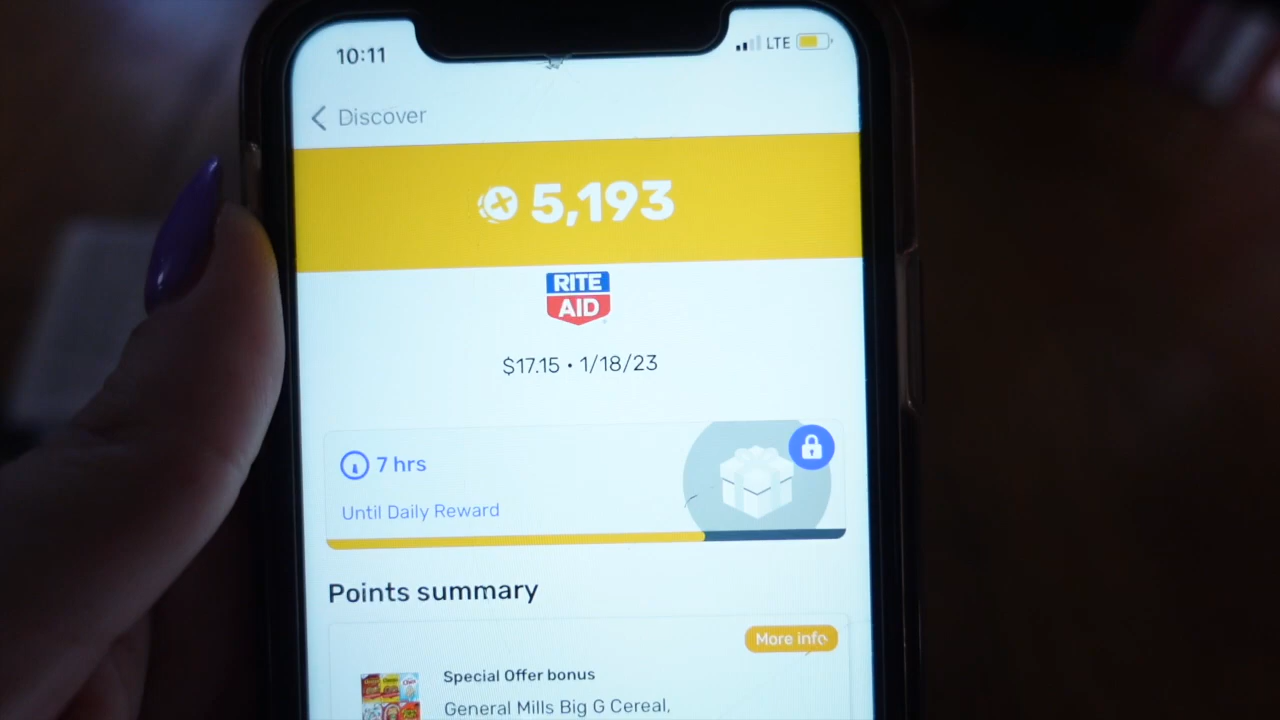 10:11
LTE
Discover
5,193
RITE
AID
$17.15 • 1/18/23
7 hrs
Until Daily Reward
Points summary
More info
Special Offer bonus
General Mills Big G Cereal,